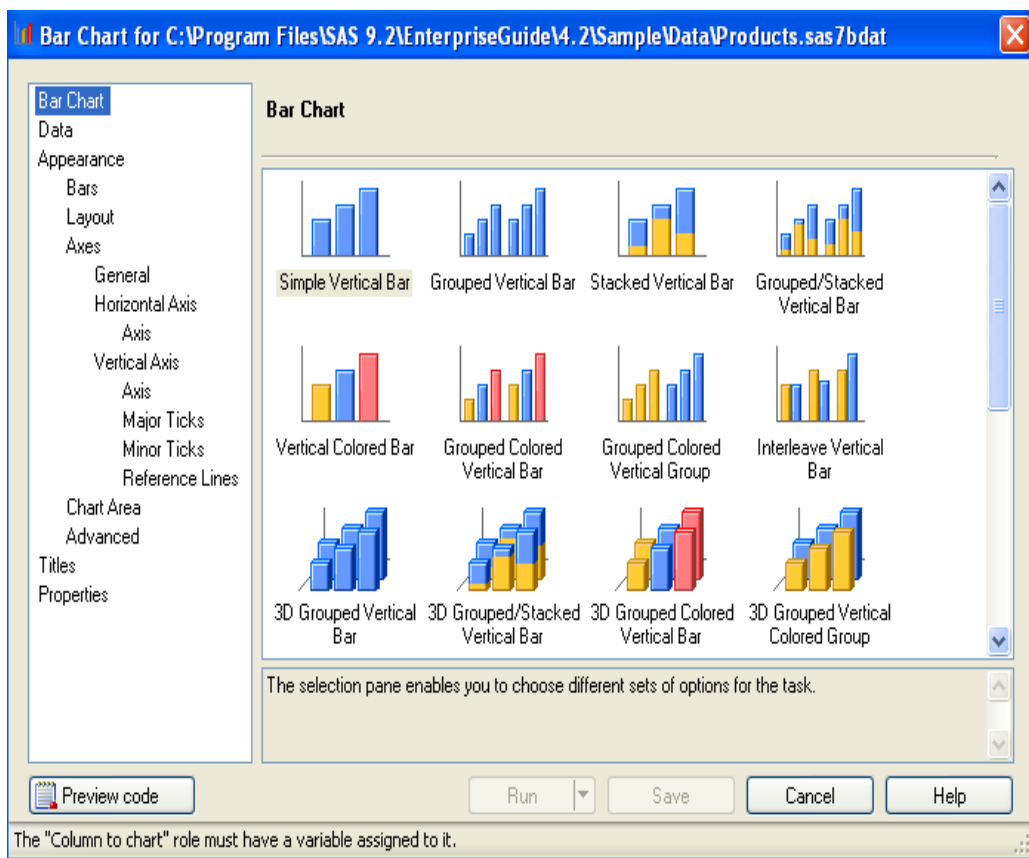 Bar Chart for C:\Program Files\SAS 9.2\EnterpriseGuide\4.2\Sample\Data\Products.sas7bdat
Bar Chart
Data
Appearance
Bars
Layout
Axes
General
Horizontal Axis
Axis
Vertical Axis
Axis
Major Ticks
Minor Ticks
Reference Lines
Chart Area
Advanced
Titles
Properties
Bar Chart
Simple Vertical Bar
Grouped Vertical Bar
Stacked Vertical Bar
Grouped/Stacked
Vertical Bar
Vertical Colored Bar
Grouped Colored
Vertical Bar
Grouped Colored
Vertical Group
Interleave Vertical
Bar
3D Grouped Vertical
Bar
3D Grouped/Stacked
Vertical Bar
3D Grouped Colored
Vertical Bar
3D Grouped Vertical
Colored Group
The selection pane enables you to choose different sets of options for the task.
Preview code
Run
Save
Cancel
Help
The "Column to chart" role must have a variable assigned to it.